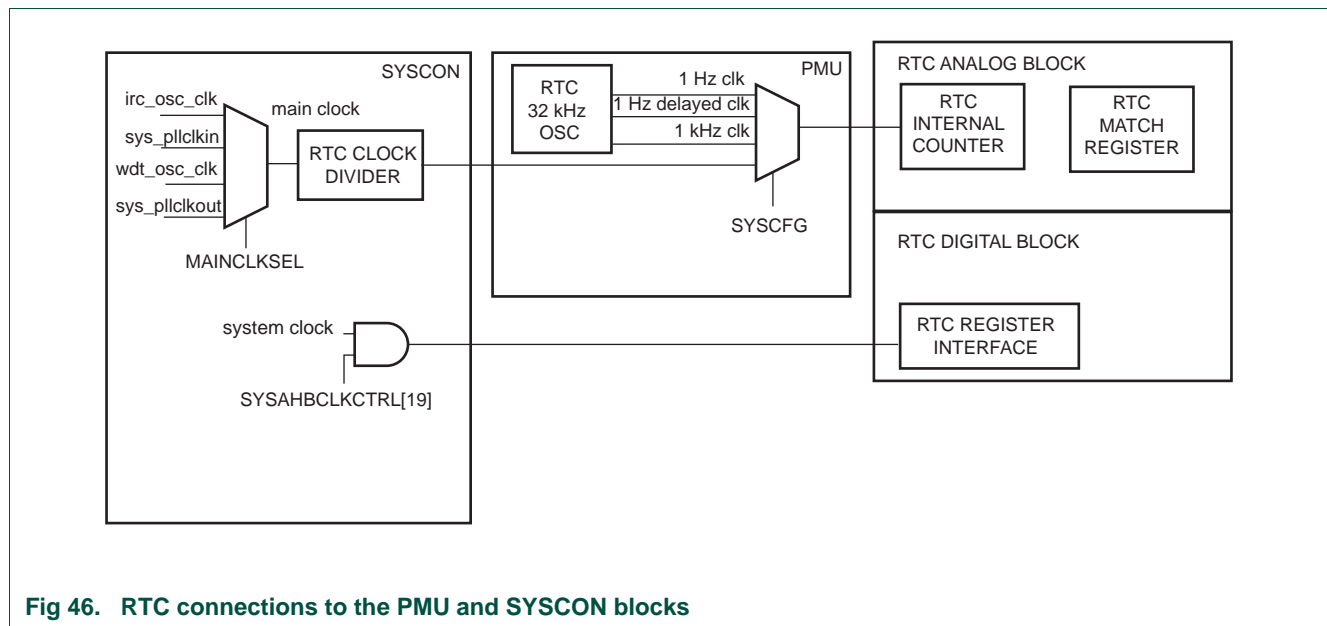 SYSCON
irc_osc_clk
sys_pllclkin
wdt_osc_clk
sys_pllclkout
main clock
RTC CLOCK
DIVIDER
MAINCLKSEL
system clock
SYSAHBCLKCTRL[19]
PMU
RTC
32 kHz
OSC
1 Hz clk
1 Hz delayed clk
1 kHz clk
SYSCFG
RTC ANALOG BLOCK
RTC
INTERNAL
COUNTER
RTC
MATCH
REGISTER
RTC DIGITAL BLOCK
RTC REGISTER
INTERFACE
Fig 46. RTC connections to the PMU and SYSCON blocks